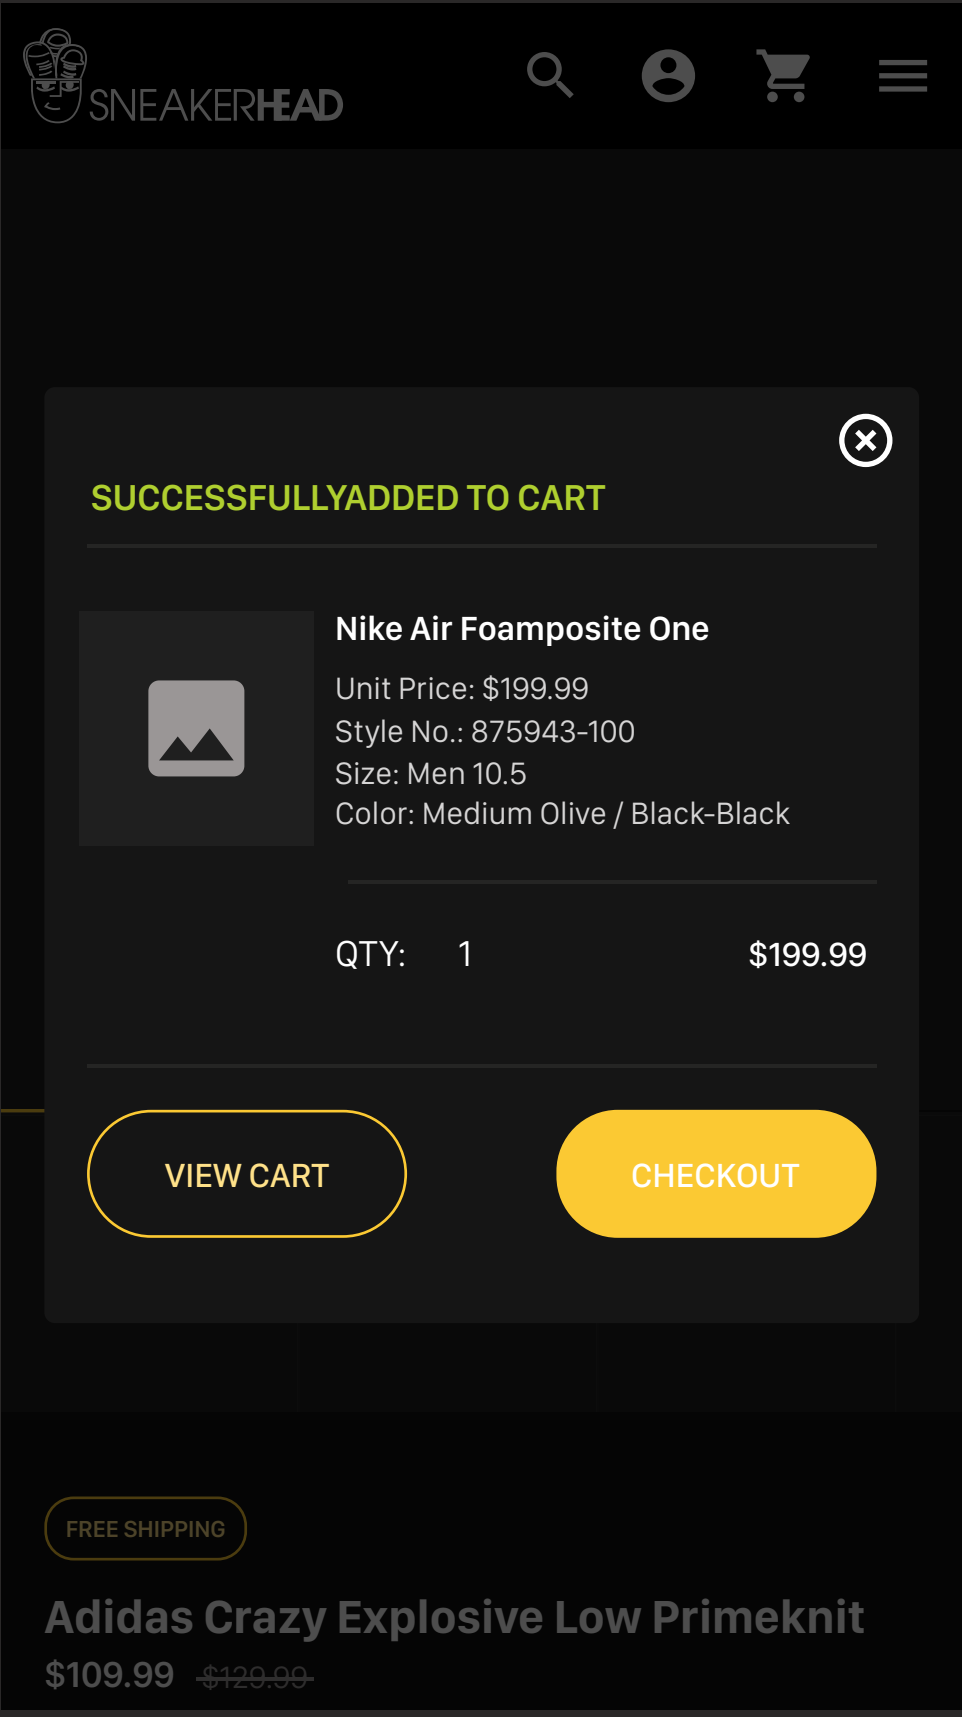 SNEAKERHEAD
SUCCESSFULLYADDED TO CART
Nike Air Foamposite One
Unit Price: $199.99
Style No.: 875943-100
Size: Men 10.5
Color: Medium Olive / Black-Black
QTY: 1 $199.99
VIEW CART CHECKOUT
FREE SHIPPING
Adidas Crazy Explosive Low Primeknit
$109.99 $129.99